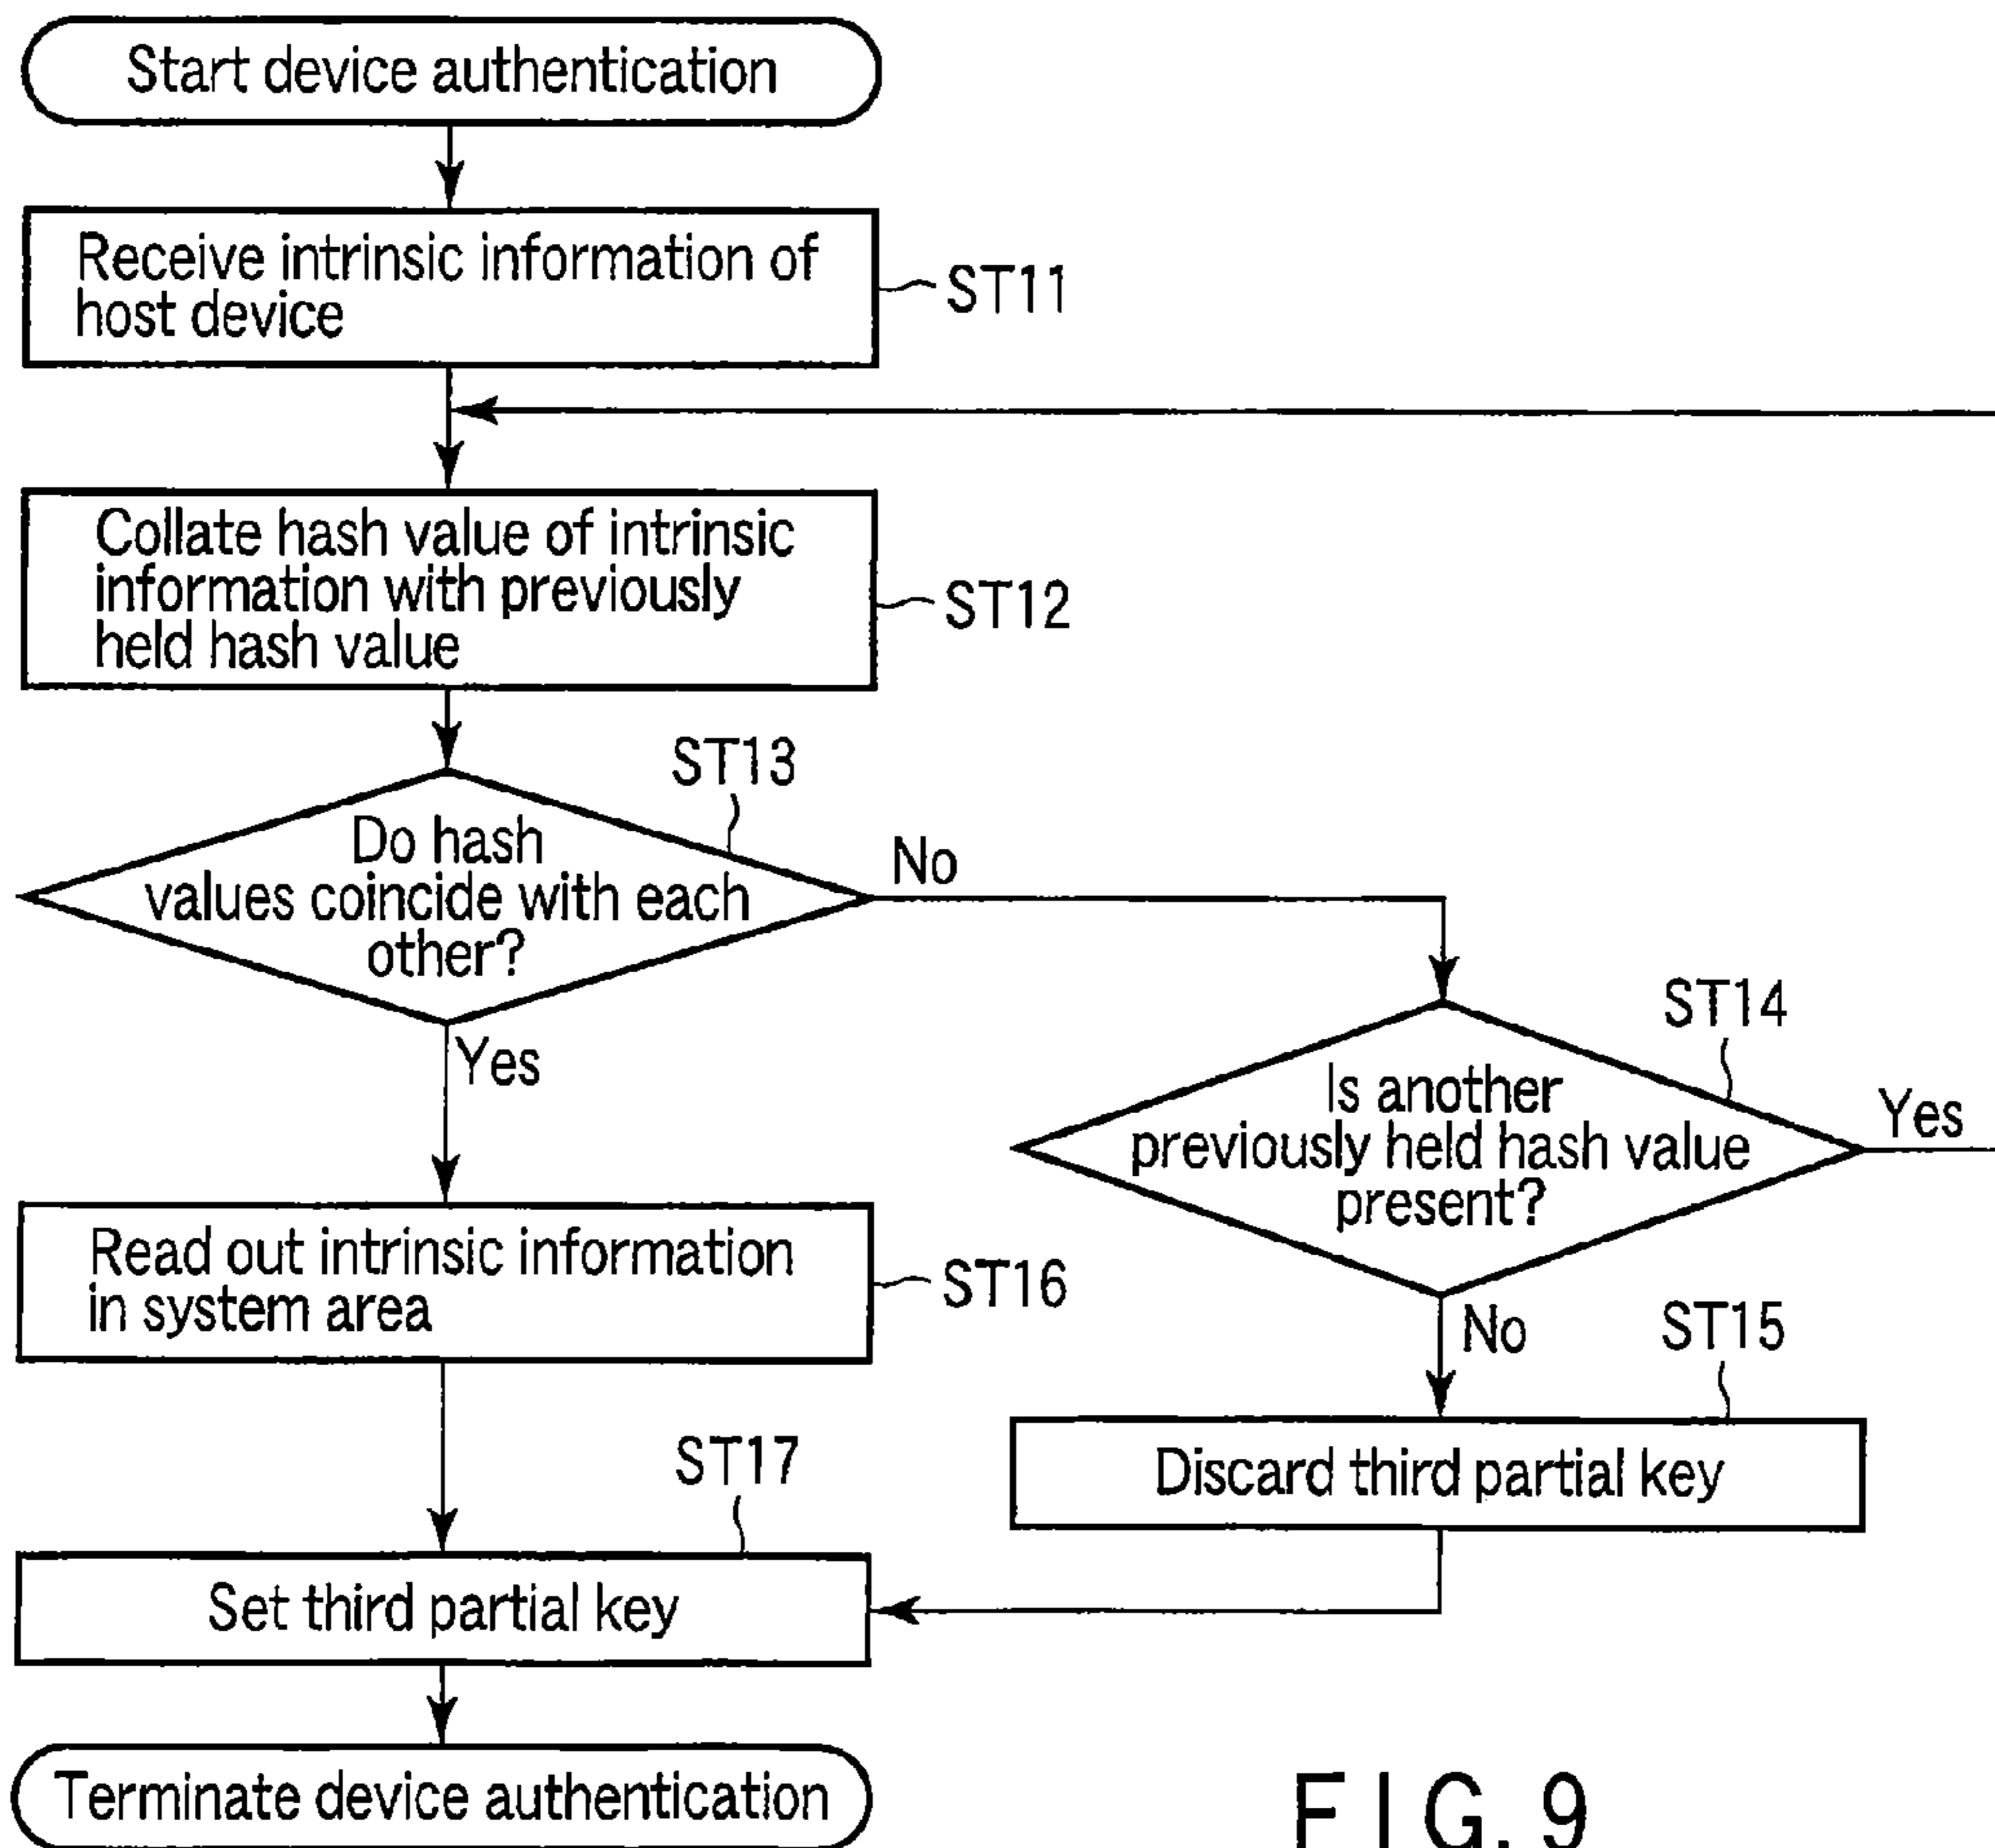 Start device authentication
Receive intrinsic information of
host device
ST11
Collate hash value of intrinsic
information with previously
held hash value
ST12
ST13
Do hash
values coincide with each
other?
No
Yes
ST14
Is another
previously held hash value
present?
Yes
No
Read out intrinsic information
in system area
ST16
ST15
Discard third partial key
ST17
Set third partial key
Terminate device authentication
FIG. 9